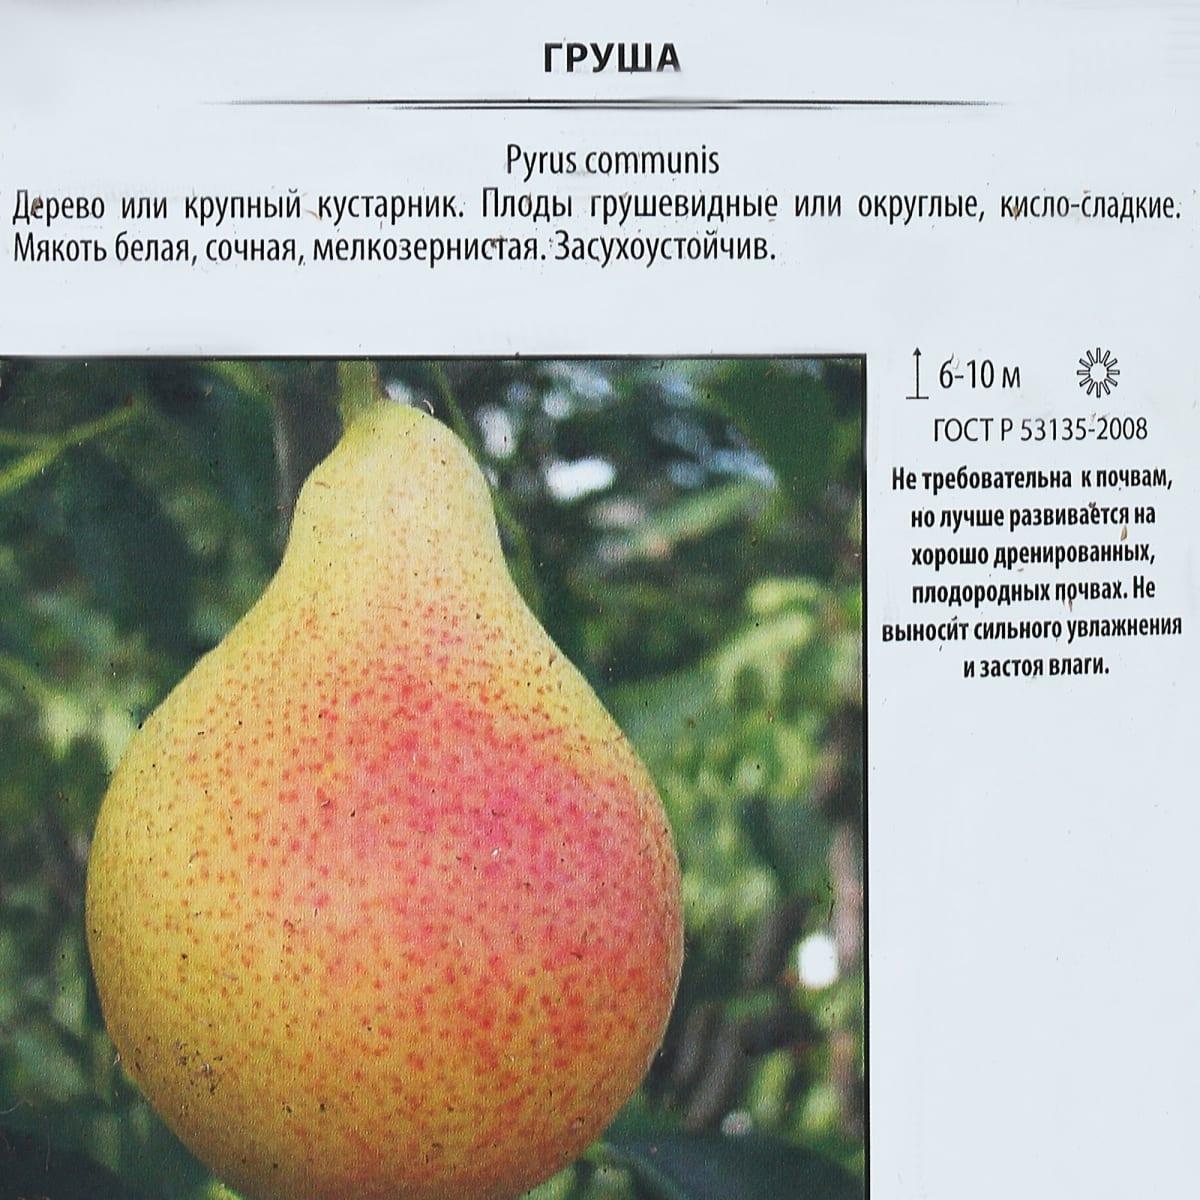 ГРУША
Pyrus communis
Дерево или крупный кустарник. Плоды грушевидные или округлые, кисло-сладкие.
Мякоть белая, сочная, мелкозернистая. Засухоустойчив.
6-10 м
ГОСТ Р 53135-2008
Не требовательна к почвам,
но лучше развивается на
хорошо дренированных,
плодородных почвах. Не
выносит сильного увлажнения
и застоя влаги.